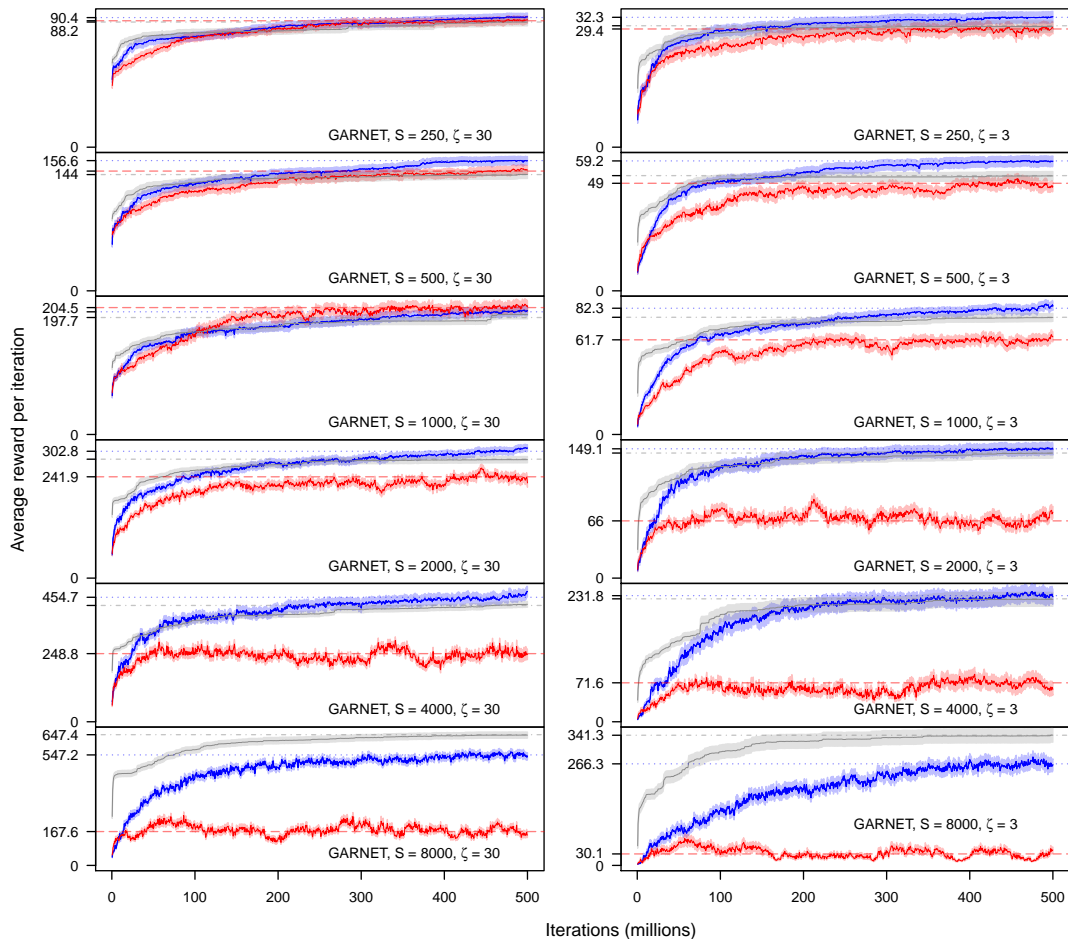 90.4
88.2
0
GARNET, S = 250, ζ = 30
32.3
29.4
0
GARNET, S = 250, ζ = 3
156.6
144
0
GARNET, S = 500, ζ = 30
59.2
49
0
GARNET, S = 500, ζ = 3
204.5
197.7
0
GARNET, S = 1000, ζ = 30
82.3
61.7
0
GARNET, S = 1000, ζ = 3
Average reward per iteration
302.8
241.9
0
GARNET, S = 2000, ζ = 30
149.1
66
0
GARNET, S = 2000, ζ = 3
454.7
248.8
0
GARNET, S = 4000, ζ = 30
231.8
71.6
0
GARNET, S = 4000, ζ = 3
647.4
547.2
167.6
0
GARNET, S = 8000, ζ = 30
341.3
266.3
30.1
0
GARNET, S = 8000, ζ = 3
0 100 200 300 400 500
0 100 200 300 400 500
Iterations (millions)